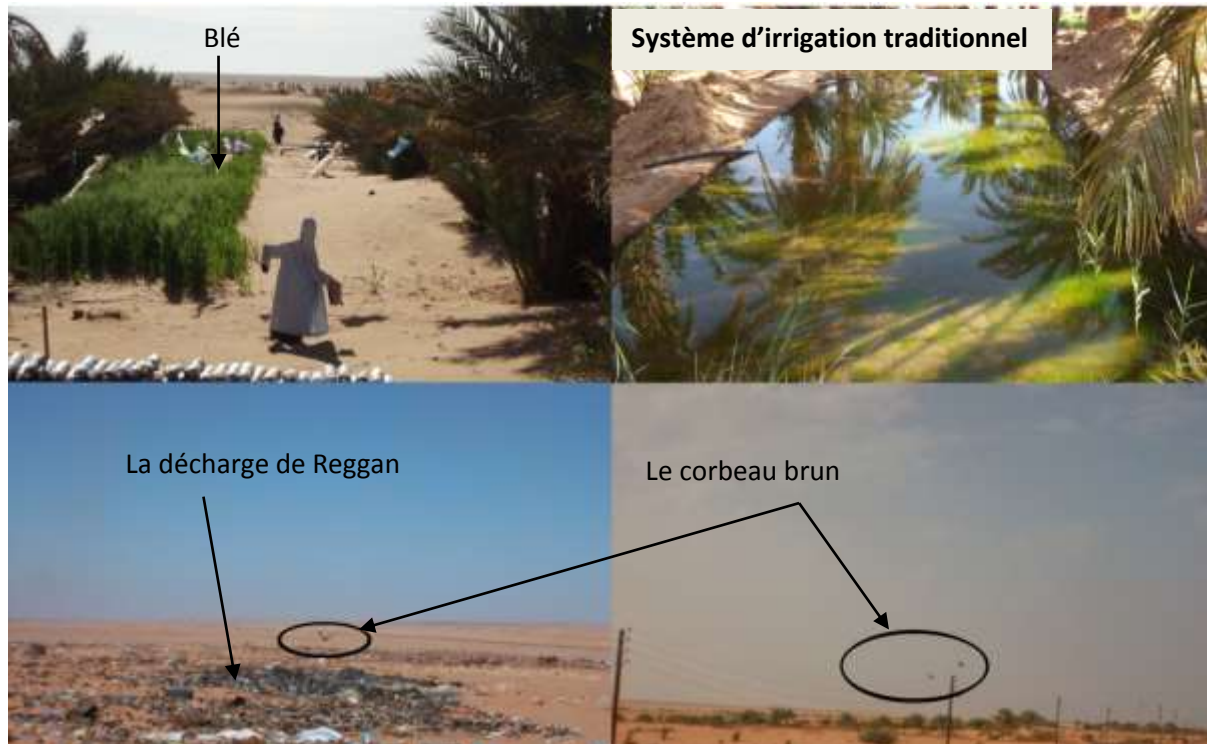 Blé
Système d'irrigation traditionnel
La décharge de Reggan
Le corbeau brun